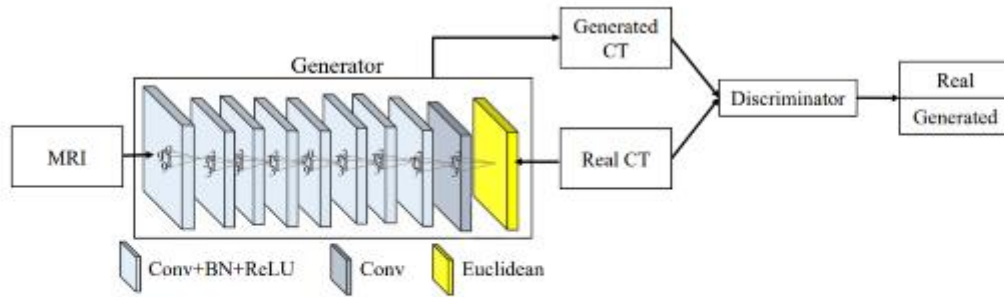 Generator
MRI
Generated
CT
Real CT
Discriminator
Real
Generated
Conv+BN+ReLU
Conv
Euclidean